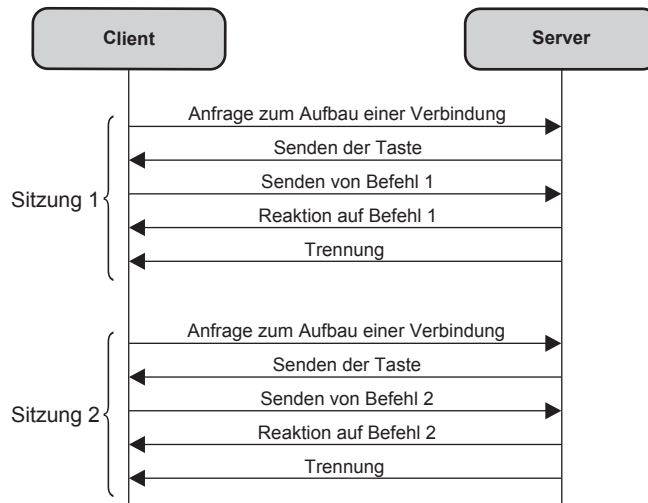 Client
Server
Anfrage zum Aufbau einer Verbindung
Senden der Taste
Sitzung 1
Senden von Befehl 1
Reaktion auf Befehl 1
Trennung
Anfrage zum Aufbau einer Verbindung
Senden der Taste
Sitzung 2
Senden von Befehl 2
Reaktion auf Befehl 2
Trennung